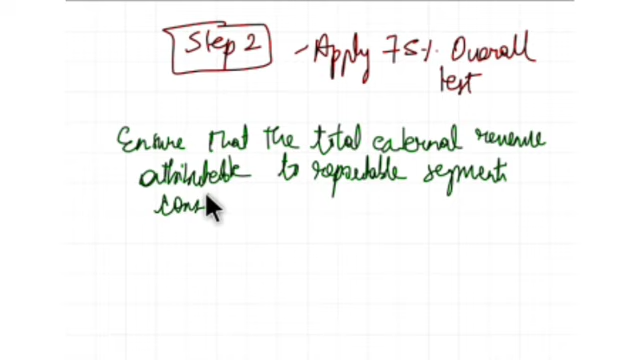 Step 2 - Apply 75% Overall
test
Ensure that the total external revenue
attributable to reportable segments
cons